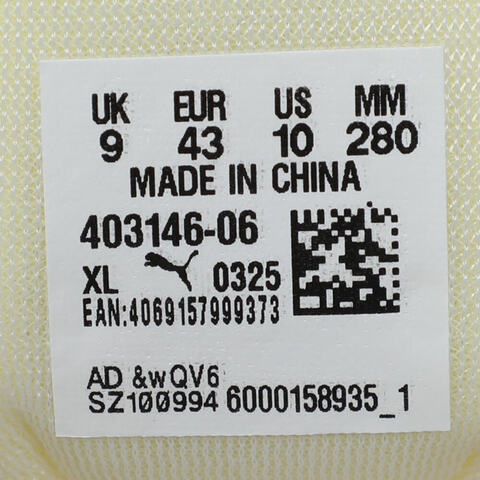 UK EUR US MM
9 43 10 280
MADE IN CHINA
403146-06
XL 0325
EAN:4069157999373
AD &wQV6
SZ100994 6000158935_1